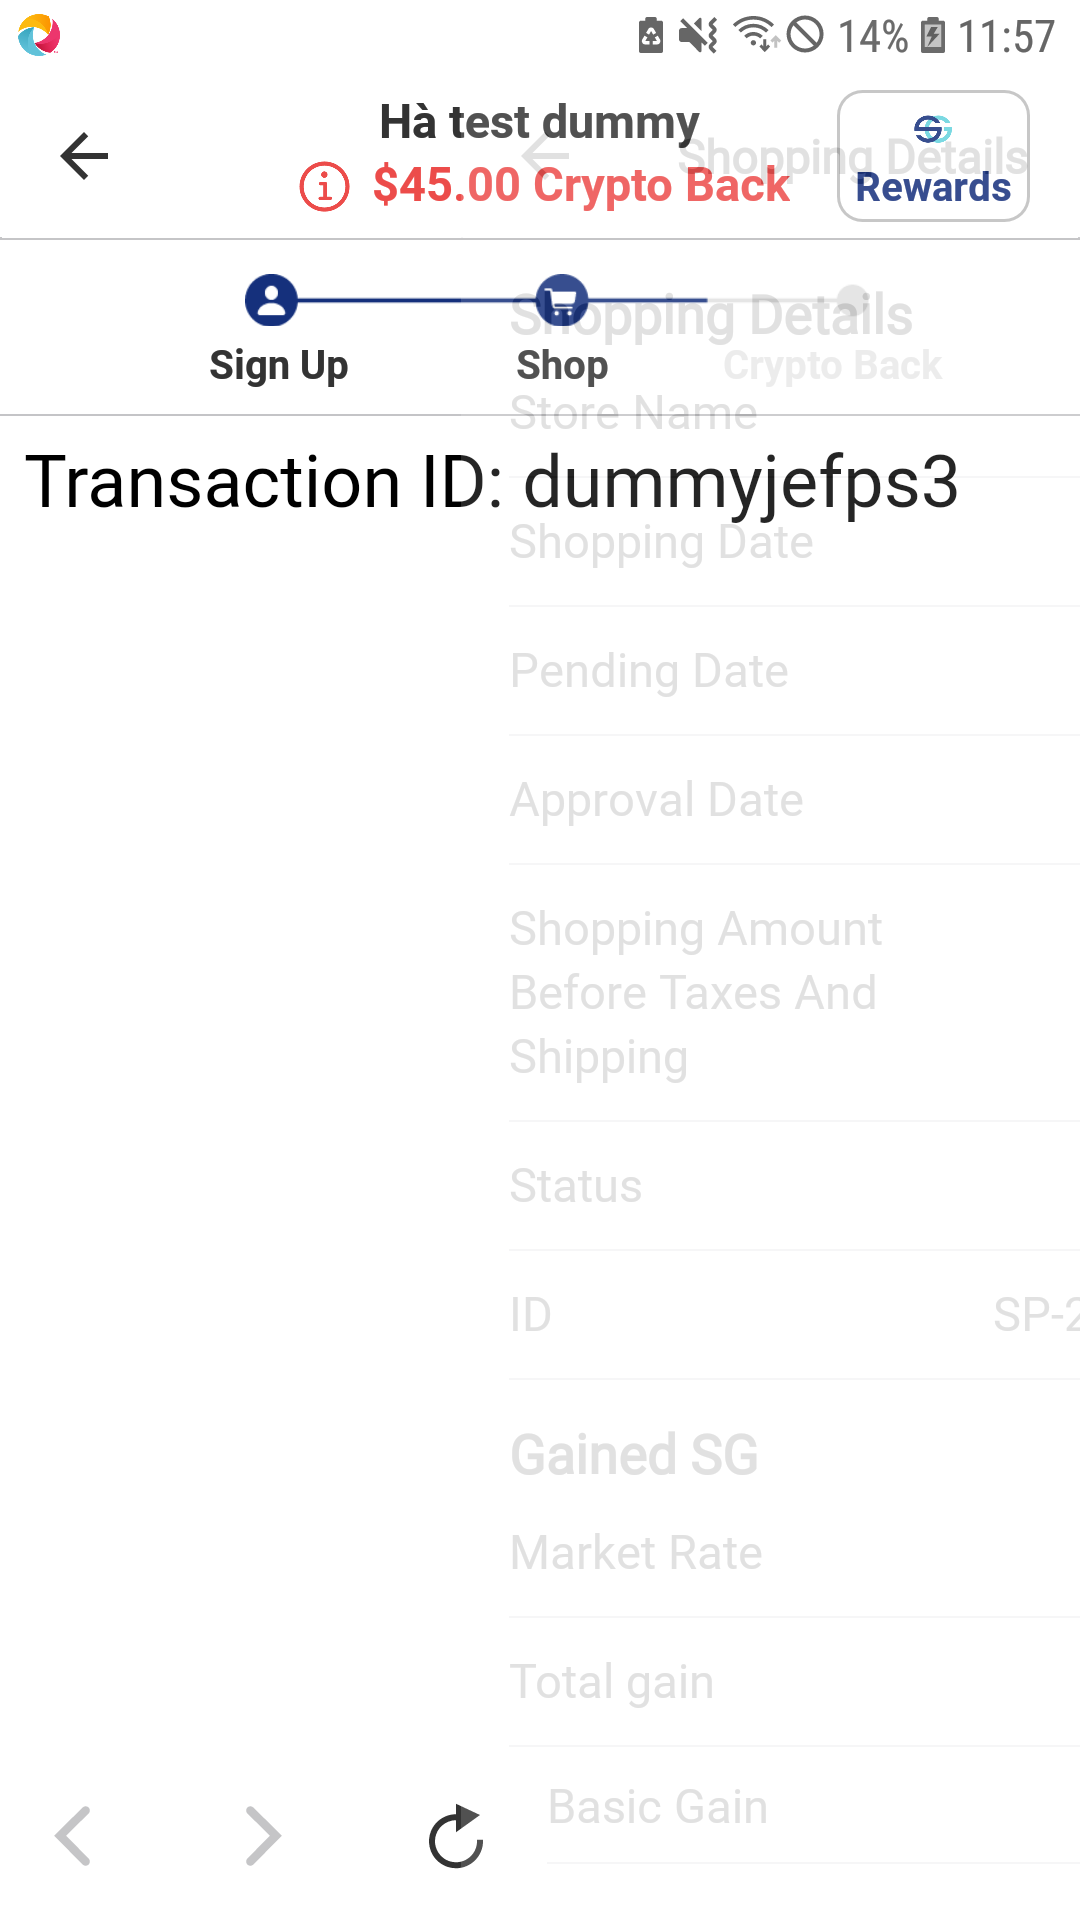 14% 11:57
Hà test dummy
$45.00 Crypto Back
Rewards
Shopping Details
Sign Up
Shop
Crypto Back
Shopping Details
Store Name
Transaction ID: dummyjefps3
Shopping Date
Pending Date
Approval Date
Shopping Amount
Before Taxes And
Shipping
Status
ID SP-2
Gained SG
Market Rate
Total gain
Basic Gain